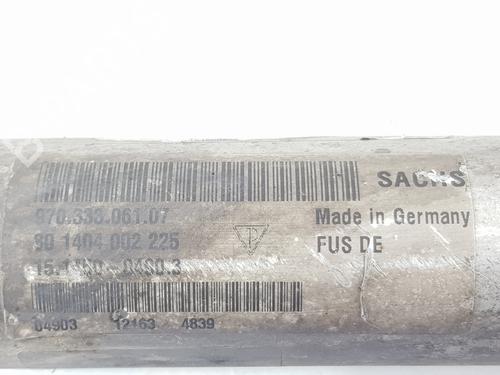 SACHS
970.333.061.07
Made in Germany
90 1404 002 225
FUS DE
04903 12163 4839